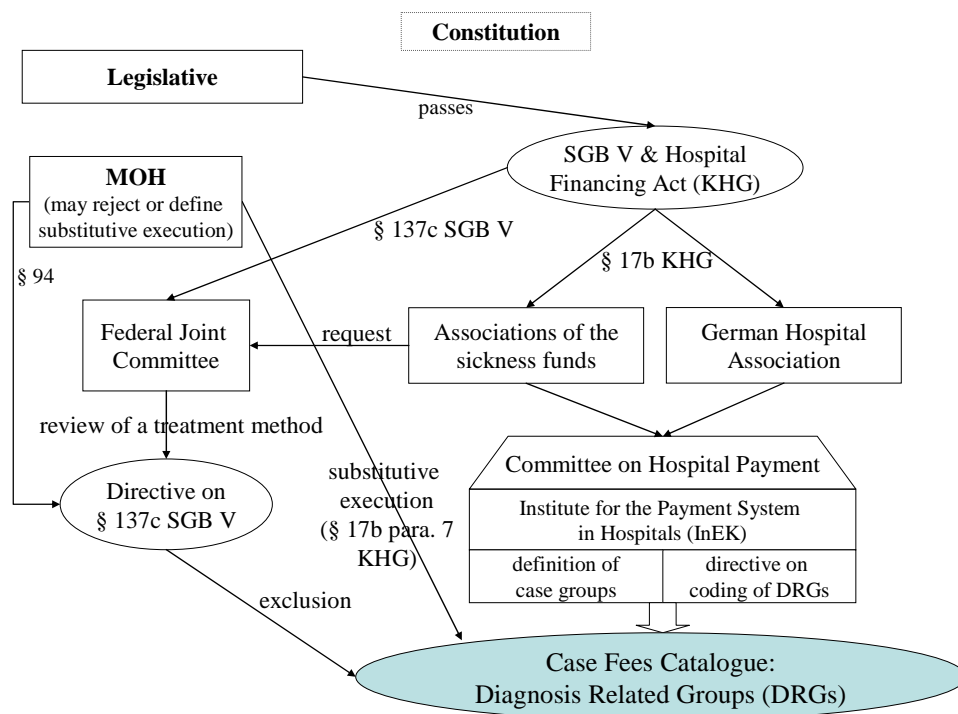 Constitution
Legislative
passes
SGB V & Hospital
Financing Act (KHG)
MOH
(may reject or define
substitutive execution)
§ 137c SGB V
§ 17b KHG
§ 94
Federal Joint
Committee
request
Associations of the
sickness funds
German Hospital
Association
review of a treatment method
Committee on Hospital Payment
substitutive
execution
(§ 17b para. 7
KHG)
Directive on
§ 137c SGB V
Institute for the Payment System
in Hospitals (InEK)
definition of
case groups
directive on
coding of DRGs
exclusion
Case Fees Catalogue:
Diagnosis Related Groups (DRGs)